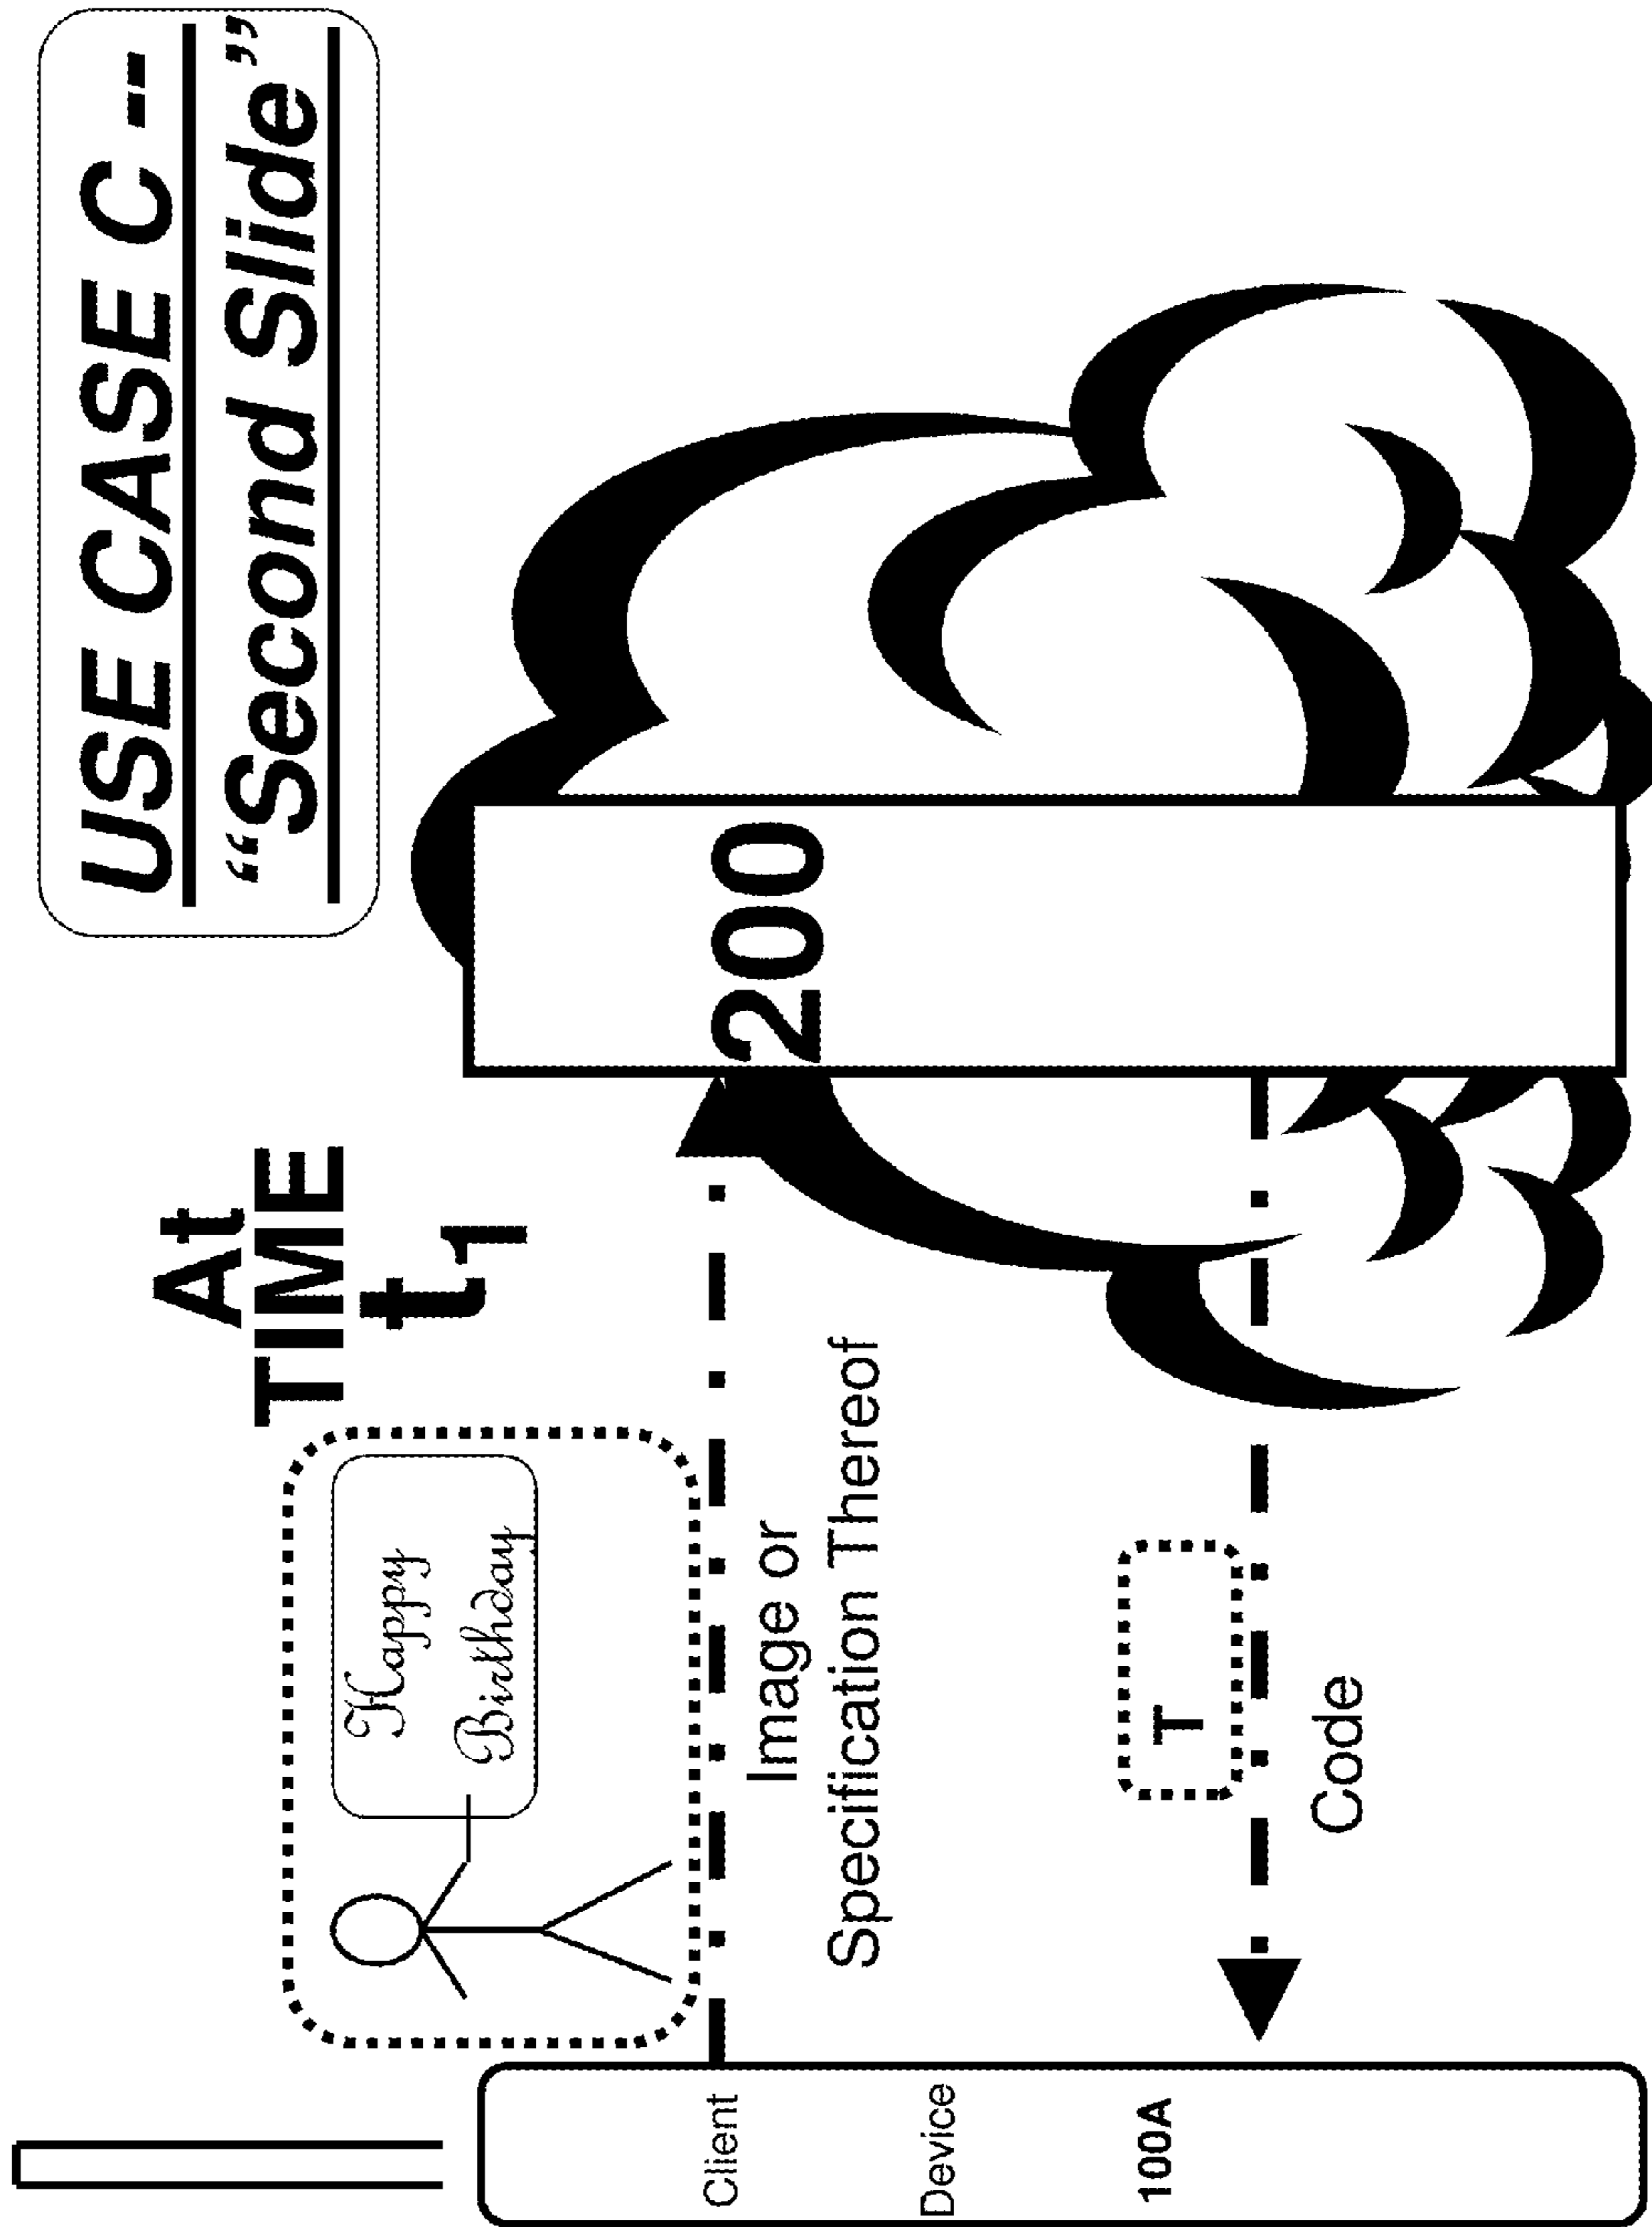 USE CASE C --
“Second Slide”
At
TIME
t1
Happy
Birthday
Image or
Specification Thereof
200
T
Code
Client
Device
100A